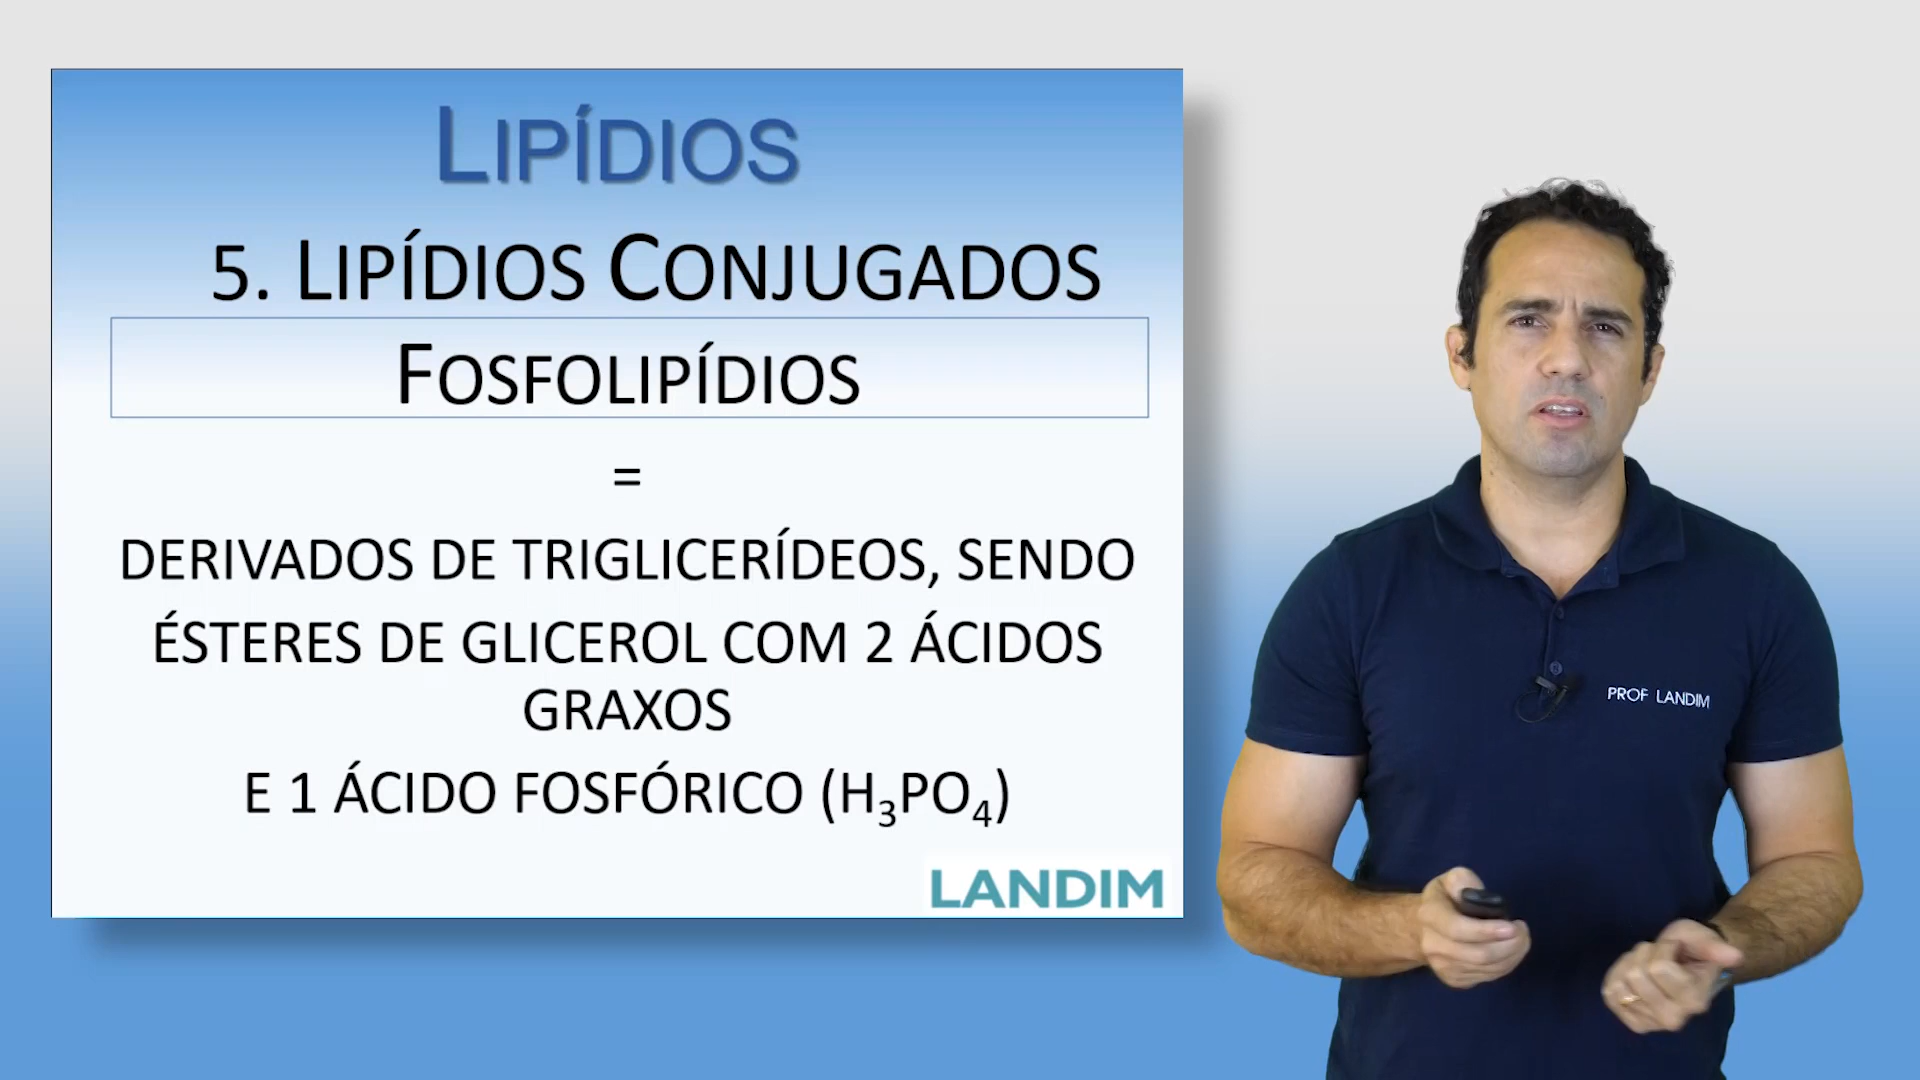 LIPÍDIOS
5. LIPÍDIOS CONJUGADOS
FOSFOLIPÍDIOS
=
DERIVADOS DE TRIGLICERÍDEOS, SENDO
ÉSTERES DE GLICEROL COM 2 ÁCIDOS
GRAXOS
E 1 ÁCIDO FOSFÓRICO (H₃PO₄)
LANDIM
PROF LANDIM